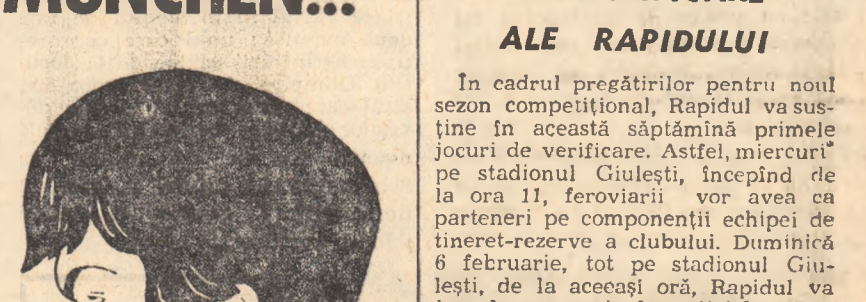 MUNCHEN...
ALE RAPIDULUI
În cadrul pregătirilor pentru noul
sezon competițional, Rapidul va sus-
ține în această săptămînă primele
jocuri de verificare. Astfel, miercuri
pe stadionul Giulești, începînd de
la ora 11, feroviarii vor avea ca
parteneri pe componenții echipei de
tineret-rezerve a clubului. Duminică
6 februarie, tot pe stadionul Giu-
lești, de la aceeași oră, Rapidul va